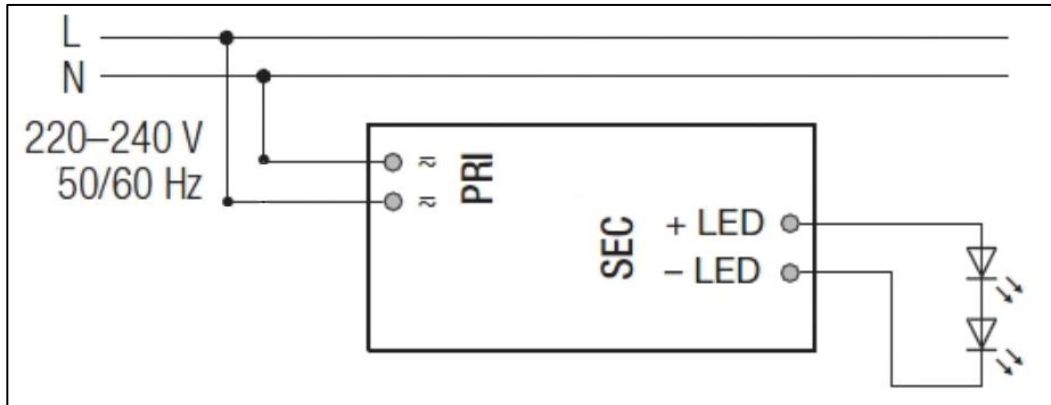 L
N
220–240 V
50/60 Hz
≂
≂
PRI
SEC
+ LED
– LED